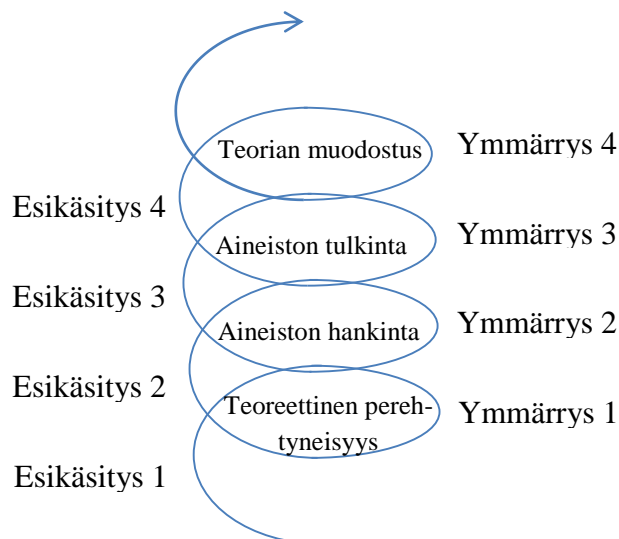 Teorian muodostus
Ymmärrys 4
Esikäsitys 4
Aineiston tulkinta
Ymmärrys 3
Esikäsitys 3
Aineiston hankinta
Ymmärrys 2
Esikäsitys 2
Teoreettinen pereh-
tyneisyys
Ymmärrys 1
Esikäsitys 1